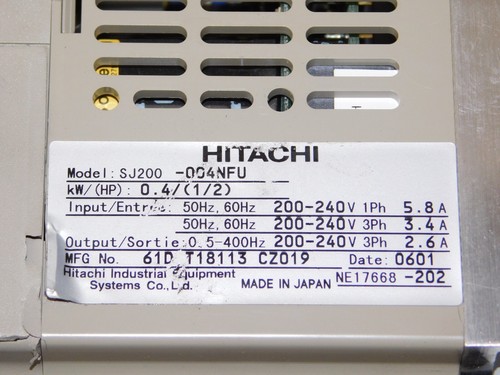 HITACHI
Model: SJ200 -004NFU
kW/(HP): 0.4/(1/2)
Input/Entrée: 50Hz, 60Hz 200-240V 1Ph 5.8A
50Hz, 60Hz 200-240V 3Ph 3.4A
Output/Sortie: 0.5-400Hz 200-240V 3Ph 2.6A
MFG No. 61D T18113 CZ019 Date: 0601
Hitachi Industrial Equipment
Systems Co., Ltd. MADE IN JAPAN NE17668 -202